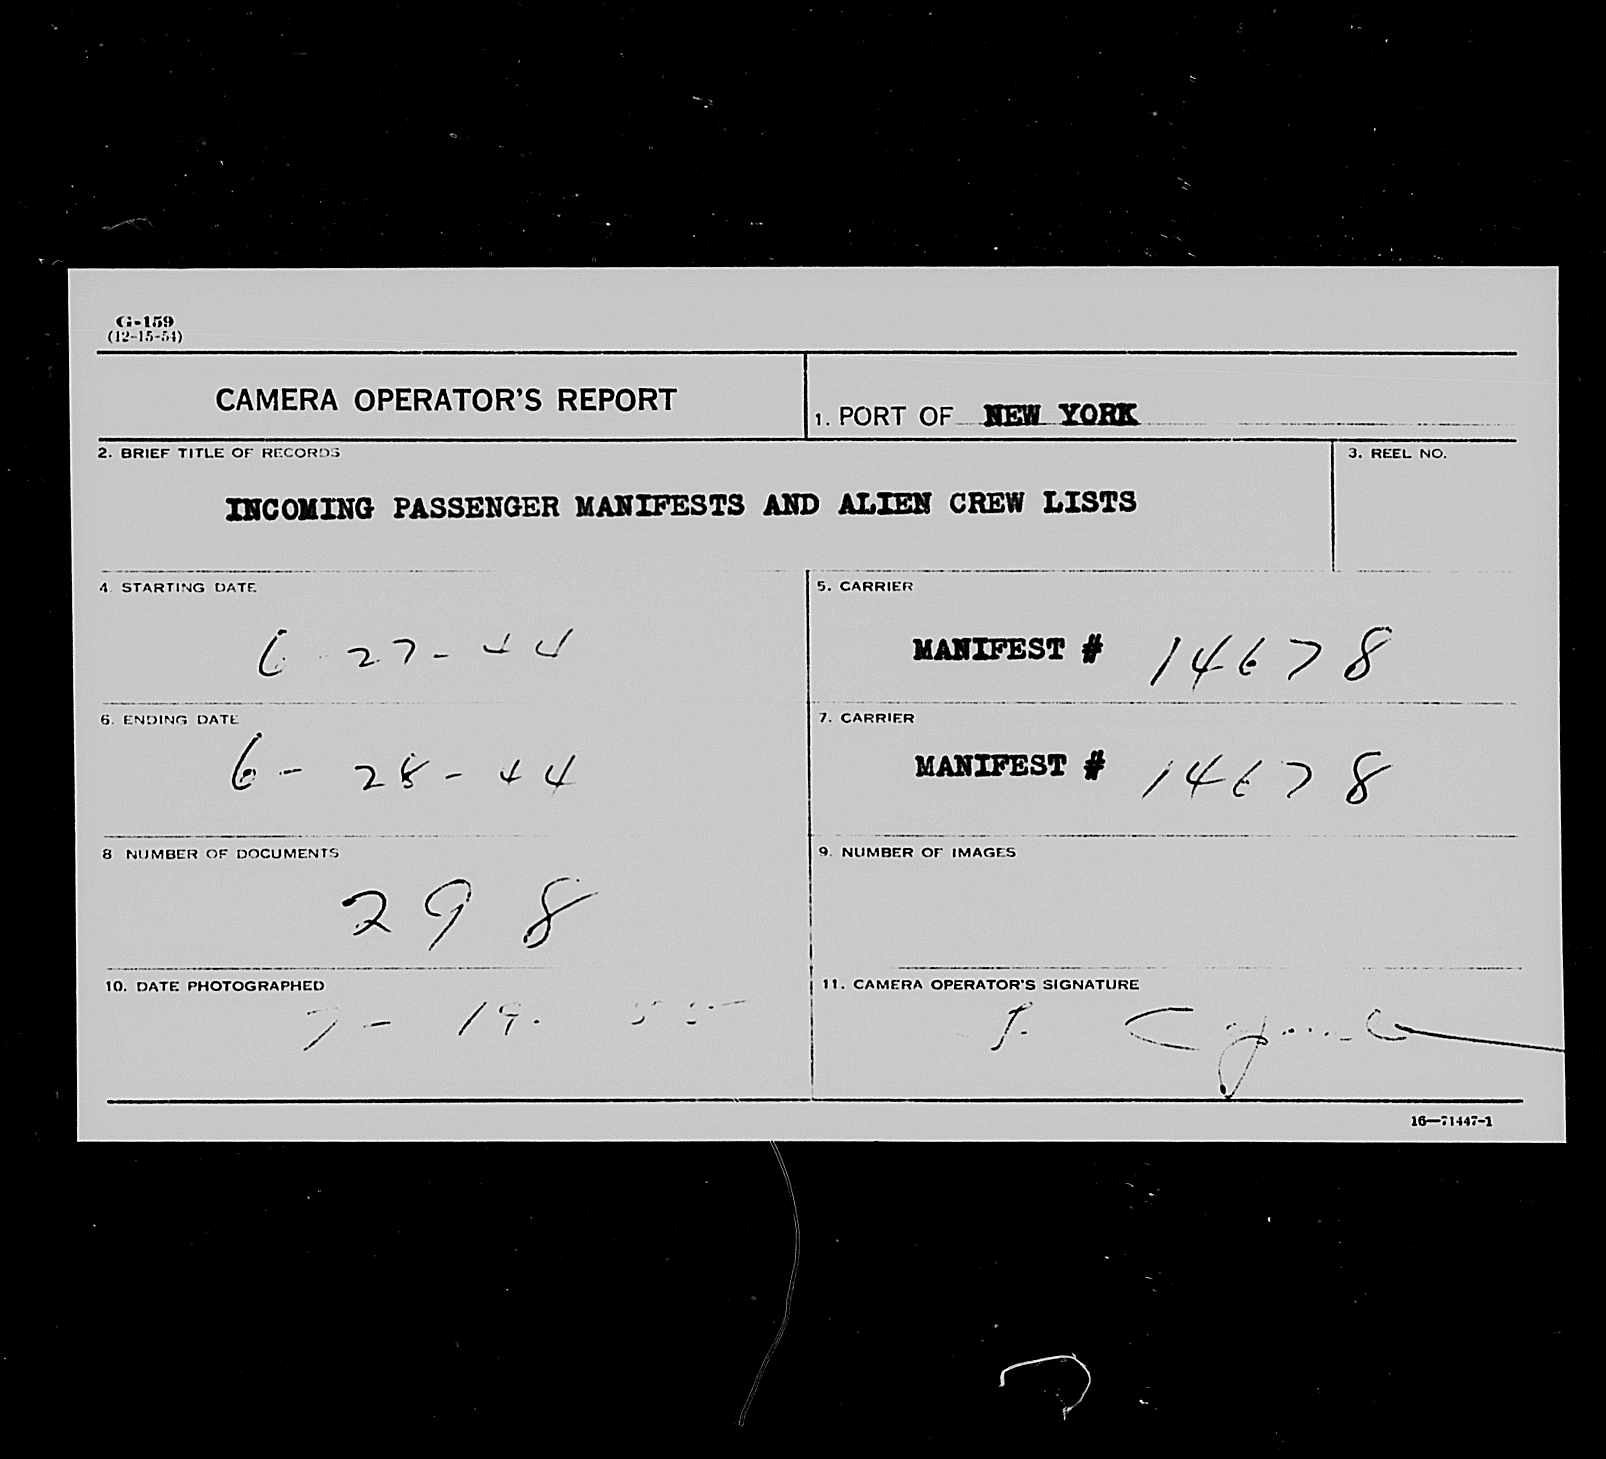 G-159
(12-15-54)
CAMERA OPERATOR'S REPORT
1. PORT OF NEW YORK
2. BRIEF TITLE OF RECORDS
3. REEL NO.
INCOMING PASSENGER MANIFESTS AND ALIEN CREW LISTS
4. STARTING DATE
6-27-44
5. CARRIER
MANIFEST # 14678
6. ENDING DATE
6-28-44
7. CARRIER
MANIFEST # 14678
8 NUMBER OF DOCUMENTS
298
9. NUMBER OF IMAGES
10. DATE PHOTOGRAPHED
7-19-55
11. CAMERA OPERATOR'S SIGNATURE
16—71447-1